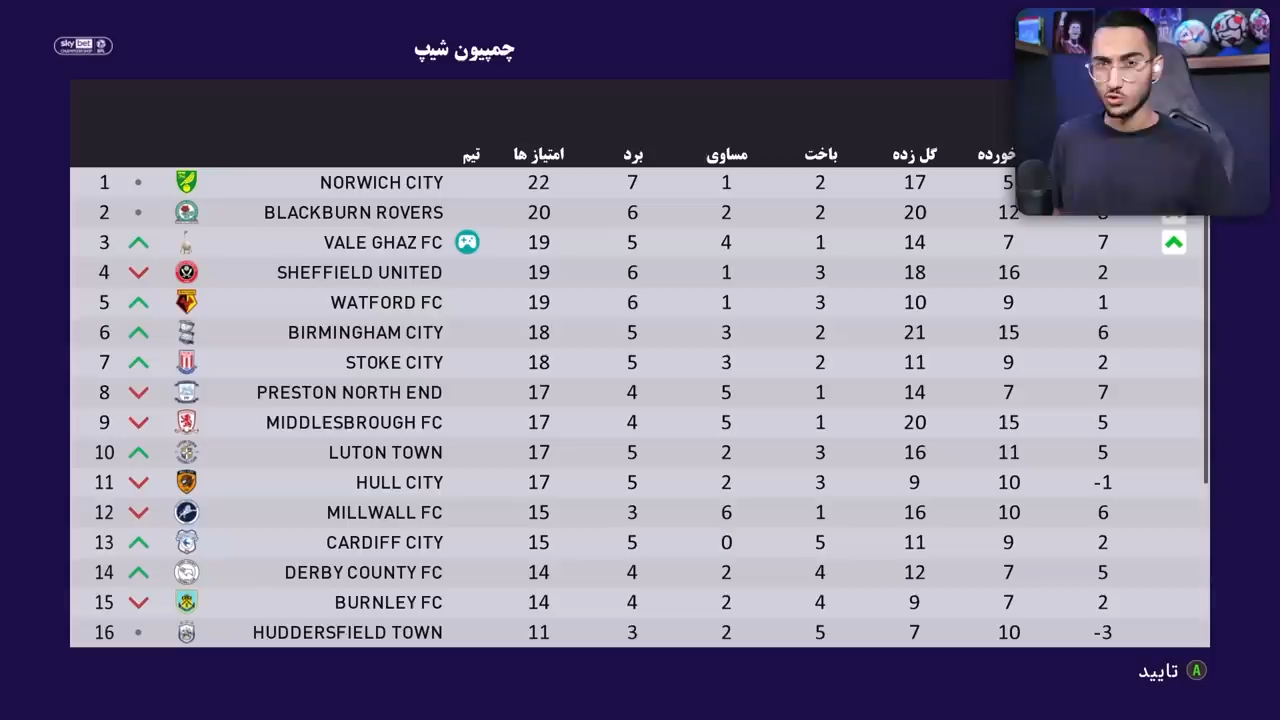 sky bet
چمپیون شیپ
تیم امتیاز ها برد مساوی باخت گل زده خورده
1 NORWICH CITY 22 7 1 2 17 5
2 BLACKBURN ROVERS 20 6 2 2 20 12
3 VALE GHAZ FC 19 5 4 1 14 7 7
4 SHEFFIELD UNITED 19 6 1 3 18 16 2
5 WATFORD FC 19 6 1 3 10 9 1
6 BIRMINGHAM CITY 18 5 3 2 21 15 6
7 STOKE CITY 18 5 3 2 11 9 2
8 PRESTON NORTH END 17 4 5 1 14 7 7
9 MIDDLESBROUGH FC 17 4 5 1 20 15 5
10 LUTON TOWN 17 5 2 3 16 11 5
11 HULL CITY 17 5 2 3 9 10 -1
12 MILLWALL FC 15 3 6 1 16 10 6
13 CARDIFF CITY 15 5 0 5 11 9 2
14 DERBY COUNTY FC 14 4 2 4 12 7 5
15 BURNLEY FC 14 4 2 4 9 7 2
16 HUDDERSFIELD TOWN 11 3 2 5 7 10 -3
تایید A